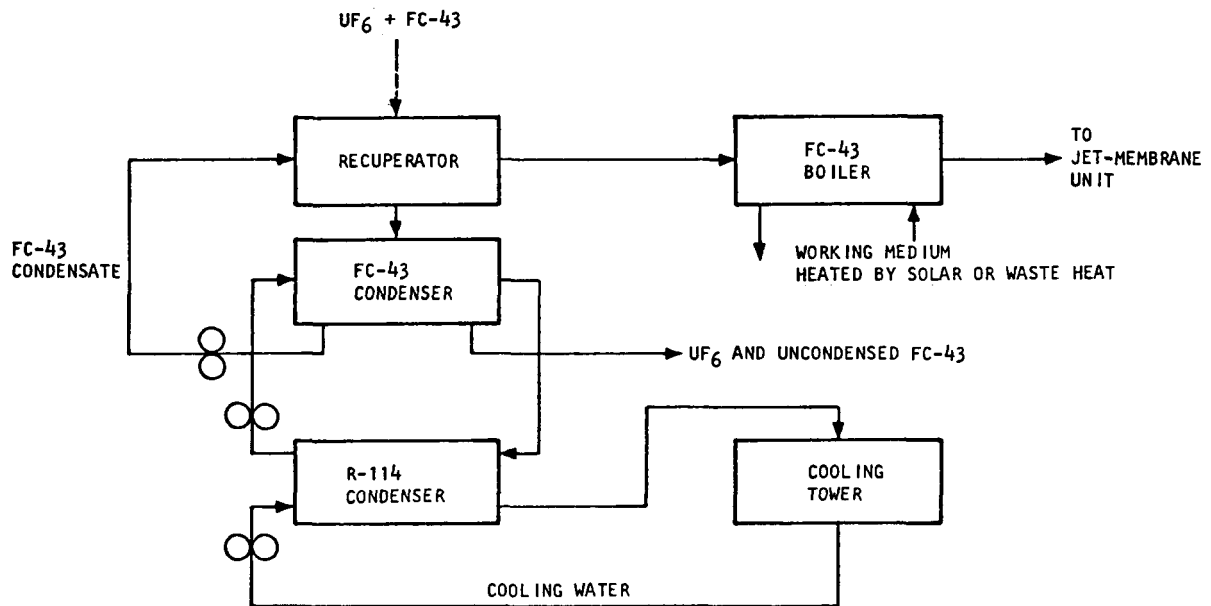 UF6 + FC-43
RECUPERATOR
FC-43
BOILER
TO
JET-MEMBRANE
UNIT
FC-43
CONDENSATE
FC-43
CONDENSER
WORKING MEDIUM
HEATED BY SOLAR OR WASTE HEAT
UF6 AND UNCONDENSED FC-43
R-114
CONDENSER
COOLING
TOWER
COOLING WATER